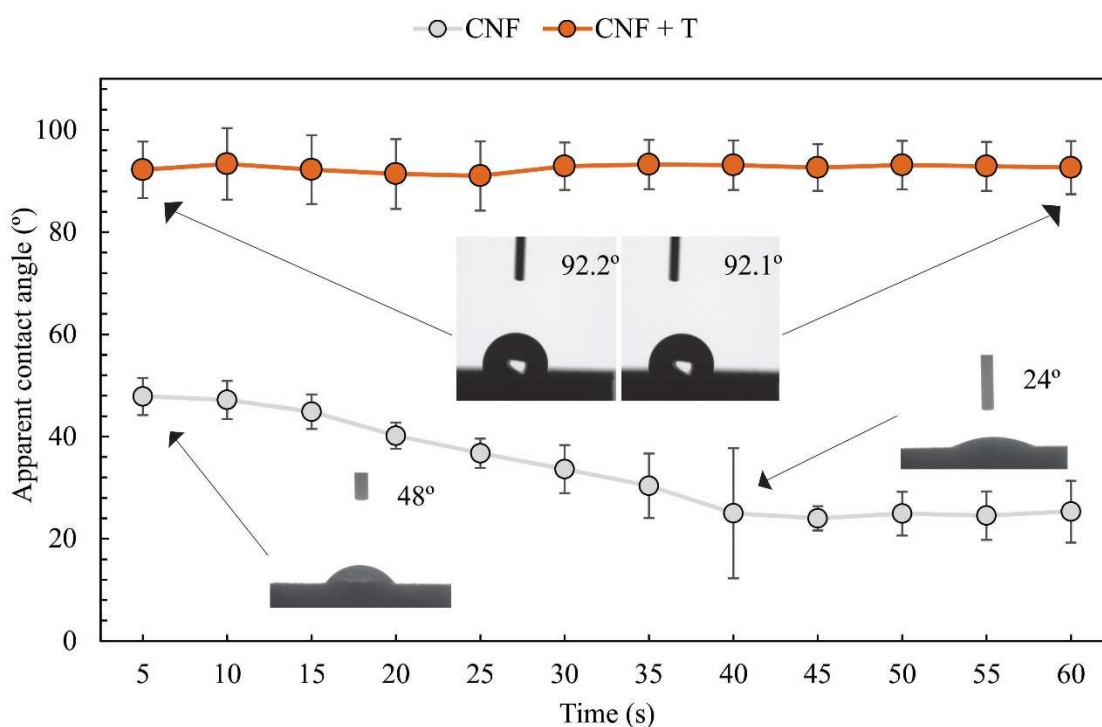 CNF CNF + T
Apparent contact angle (º)
100
80
60
40
20
0
92.2º 92.1º
24º
48º
5 10 15 20 25 30 35 40 45 50 55 60
Time (s)